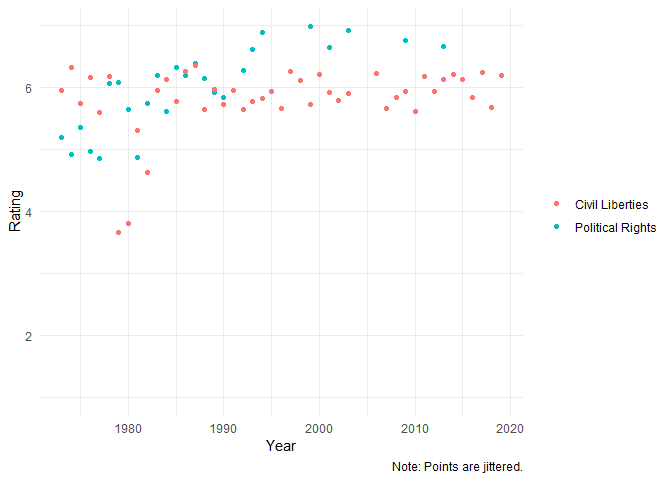 6
4
2
Rating
1980 1990 2000 2010 2020
Year
Civil Liberties
Political Rights
Note: Points are jittered.